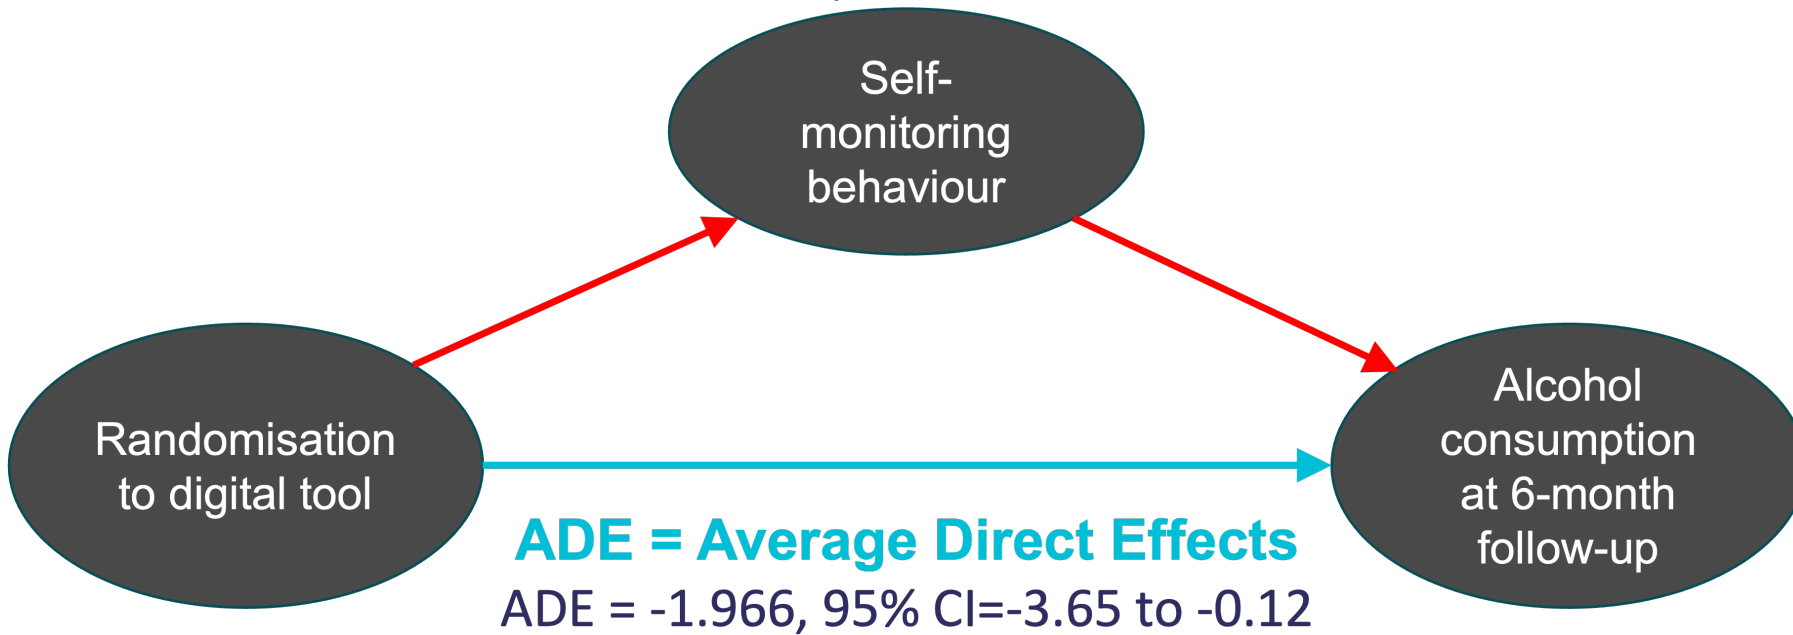 Self-
monitoring
behaviour
Randomisation
to digital tool
Alcohol
consumption
at 6-month
follow-up
ADE = Average Direct Effects
ADE = -1.966, 95% CI=-3.65 to -0.12